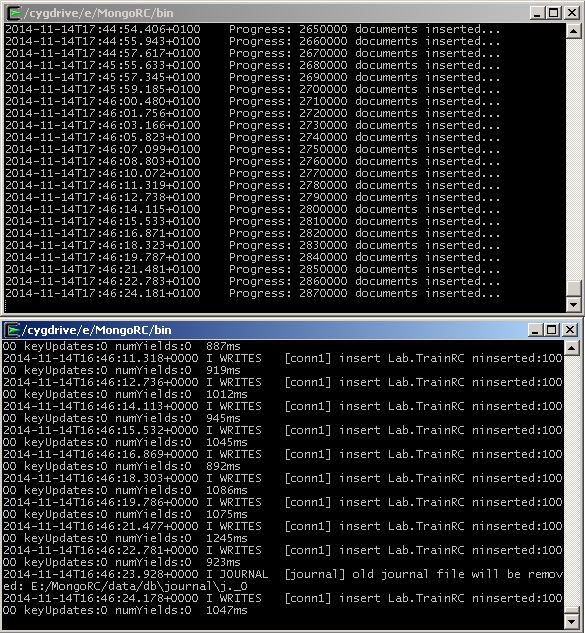 /cygdrive/e/MongoRC/bin
2014-11-14T17:44:54.406+0100 Progress: 2650000 documents inserted...
2014-11-14T17:44:55.943+0100 Progress: 2660000 documents inserted...
2014-11-14T17:44:57.617+0100 Progress: 2670000 documents inserted...
2014-11-14T17:45:55.633+0100 Progress: 2680000 documents inserted...
2014-11-14T17:45:57.345+0100 Progress: 2690000 documents inserted...
2014-11-14T17:45:59.185+0100 Progress: 2700000 documents inserted...
2014-11-14T17:46:00.480+0100 Progress: 2710000 documents inserted...
2014-11-14T17:46:01.756+0100 Progress: 2720000 documents inserted...
2014-11-14T17:46:03.166+0100 Progress: 2730000 documents inserted...
2014-11-14T17:46:05.823+0100 Progress: 2740000 documents inserted...
2014-11-14T17:46:07.099+0100 Progress: 2750000 documents inserted...
2014-11-14T17:46:08.803+0100 Progress: 2760000 documents inserted...
2014-11-14T17:46:10.072+0100 Progress: 2770000 documents inserted...
2014-11-14T17:46:11.319+0100 Progress: 2780000 documents inserted...
2014-11-14T17:46:12.738+0100 Progress: 2790000 documents inserted...
2014-11-14T17:46:14.115+0100 Progress: 2800000 documents inserted...
2014-11-14T17:46:15.533+0100 Progress: 2810000 documents inserted...
2014-11-14T17:46:16.871+0100 Progress: 2820000 documents inserted...
2014-11-14T17:46:18.323+0100 Progress: 2830000 documents inserted...
2014-11-14T17:46:19.787+0100 Progress: 2840000 documents inserted...
2014-11-14T17:46:21.481+0100 Progress: 2850000 documents inserted...
2014-11-14T17:46:22.783+0100 Progress: 2860000 documents inserted...
2014-11-14T17:46:24.181+0100 Progress: 2870000 documents inserted...
/cygdrive/e/MongoRC/bin
00 keyUpdates:0 numYields:0 887ms
2014-11-14T16:46:11.318+0000 I WRITES [conn1] insert Lab.TrainRC ninserted:100
00 keyUpdates:0 numYields:0 919ms
2014-11-14T16:46:12.736+0000 I WRITES [conn1] insert Lab.TrainRC ninserted:100
00 keyUpdates:0 numYields:0 1012ms
2014-11-14T16:46:14.113+0000 I WRITES [conn1] insert Lab.TrainRC ninserted:100
00 keyUpdates:0 numYields:0 945ms
2014-11-14T16:46:15.532+0000 I WRITES [conn1] insert Lab.TrainRC ninserted:100
00 keyUpdates:0 numYields:0 1045ms
2014-11-14T16:46:16.869+0000 I WRITES [conn1] insert Lab.TrainRC ninserted:100
00 keyUpdates:0 numYields:0 892ms
2014-11-14T16:46:18.303+0000 I WRITES [conn1] insert Lab.TrainRC ninserted:100
00 keyUpdates:0 numYields:0 1086ms
2014-11-14T16:46:19.786+0000 I WRITES [conn1] insert Lab.TrainRC ninserted:100
00 keyUpdates:0 numYields:0 1075ms
2014-11-14T16:46:21.477+0000 I WRITES [conn1] insert Lab.TrainRC ninserted:100
00 keyUpdates:0 numYields:0 1245ms
2014-11-14T16:46:22.781+0000 I WRITES [conn1] insert Lab.TrainRC ninserted:100
00 keyUpdates:0 numYields:0 923ms
2014-11-14T16:46:23.928+0000 I JOURNAL [journal] old journal file will be remov
ed: E:/MongoRC/data/db\journal\j._0
2014-11-14T16:46:24.178+0000 I WRITES [conn1] insert Lab.TrainRC ninserted:100
00 keyUpdates:0 numYields:0 1047ms